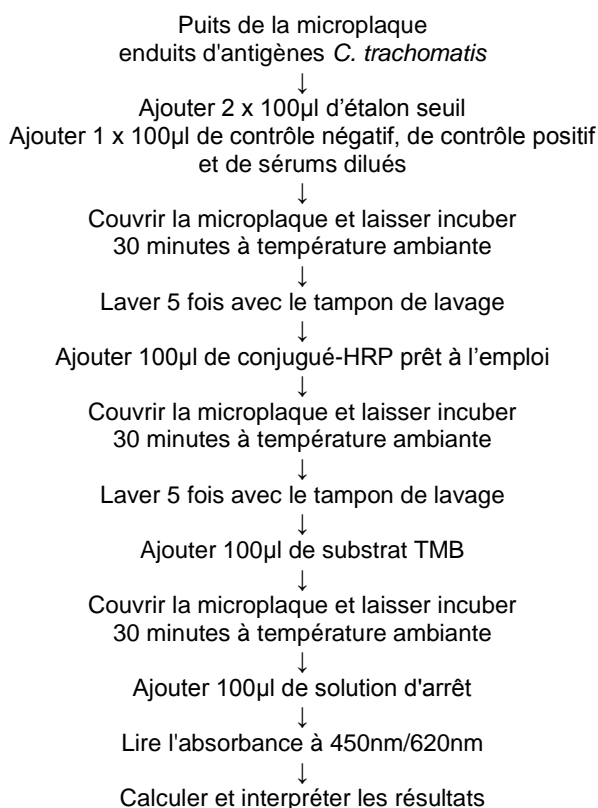 Puits de la microplaque
enduits d'antigènes C. trachomatis
↓
Ajouter 2 x 100µl d’étalon seuil
Ajouter 1 x 100µl de contrôle négatif, de contrôle positif
et de sérums dilués
↓
Couvrir la microplaque et laisser incuber
30 minutes à température ambiante
↓
Laver 5 fois avec le tampon de lavage
↓
Ajouter 100µl de conjugué-HRP prêt à l’emploi
↓
Couvrir la microplaque et laisser incuber
30 minutes à température ambiante
↓
Laver 5 fois avec le tampon de lavage
↓
Ajouter 100µl de substrat TMB
↓
Couvrir la microplaque et laisser incuber
30 minutes à température ambiante
↓
Ajouter 100µl de solution d'arrêt
↓
Lire l'absorbance à 450nm/620nm
↓
Calculer et interpréter les résultats